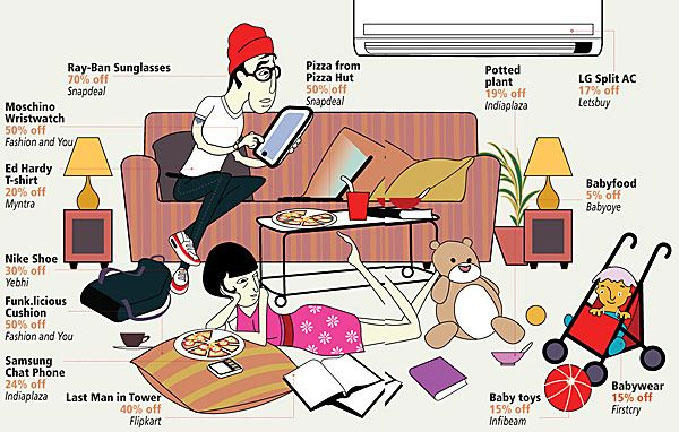 Ray-Ban Sunglasses
70% off
Snapdeal
Pizza from
Pizza Hut
50% off
Snapdeal
Potted
plant
19% off
Indiaplaza
LG Split AC
17% off
Letsbuy
Moschino
Wristwatch
50% off
Fashion and You
Ed Hardy
T-shirt
20% off
Myntra
Babyfood
5% off
Babyoye
Nike Shoe
30% off
Yebhi
Funk.licious
Cushion
50% off
Fashion and You
Samsung
Chat Phone
24% off
Indiaplaza
Last Man in Tower
40% off
Flipkart
Baby toys
15% off
Infibeam
Babywear
15% off
Firstcry